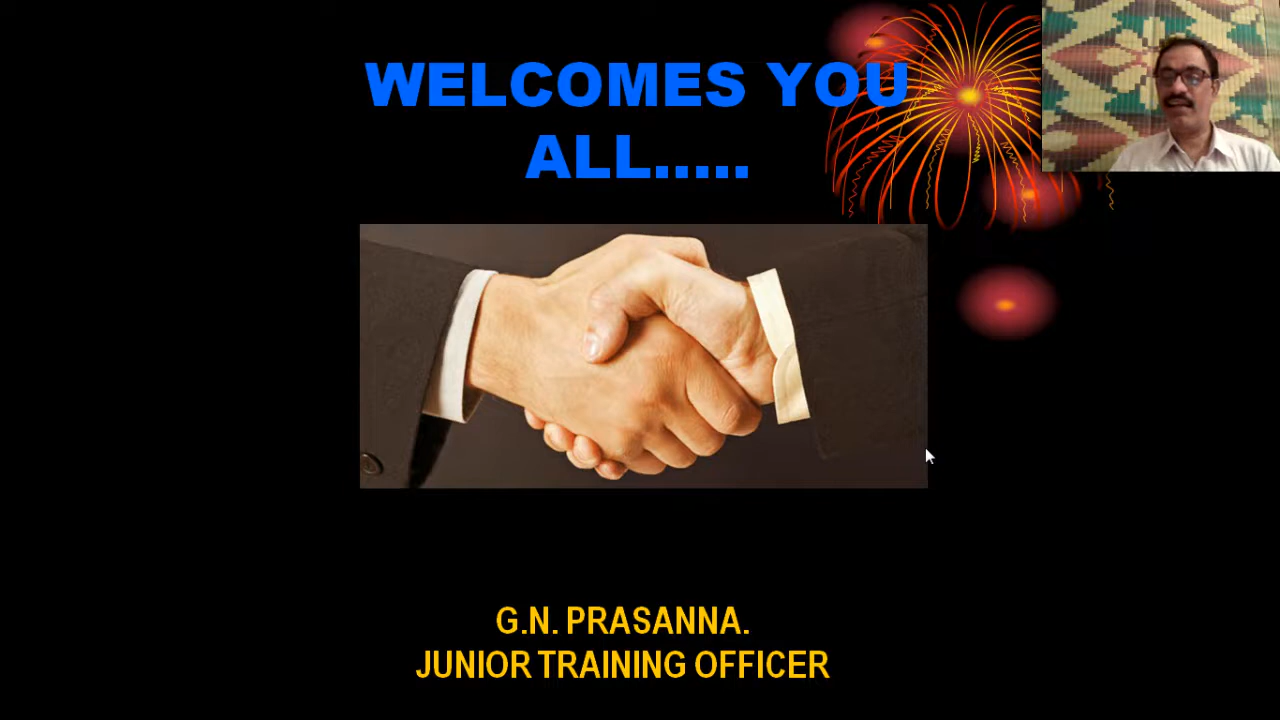 WELCOMES YOU
ALL.....
G.N. PRASANNA.
JUNIOR TRAINING OFFICER